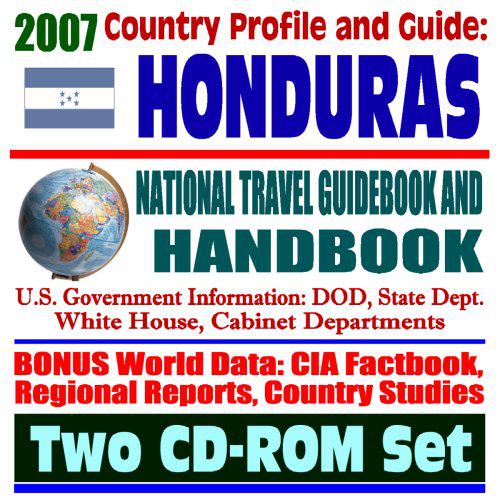 2007 Country Profile and Guide:
HONDURAS
NATIONAL TRAVEL GUIDEBOOK AND
HANDBOOK
U.S. Government Information: DOD, State Dept.
White House, Cabinet Departments
BONUS World Data: CIA Factbook,
Regional Reports, Country Studies
Two CD-ROM Set